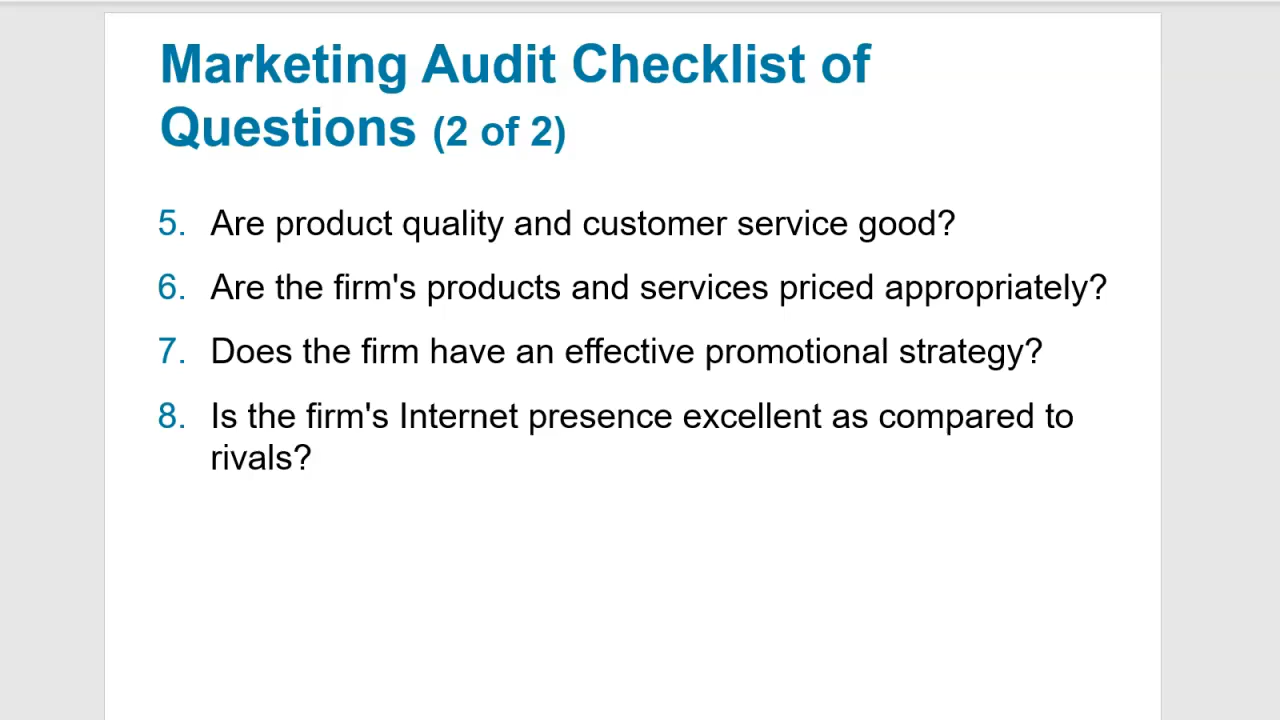 Marketing Audit Checklist of
Questions (2 of 2)
5. Are product quality and customer service good?
6. Are the firm's products and services priced appropriately?
7. Does the firm have an effective promotional strategy?
8. Is the firm's Internet presence excellent as compared to
rivals?